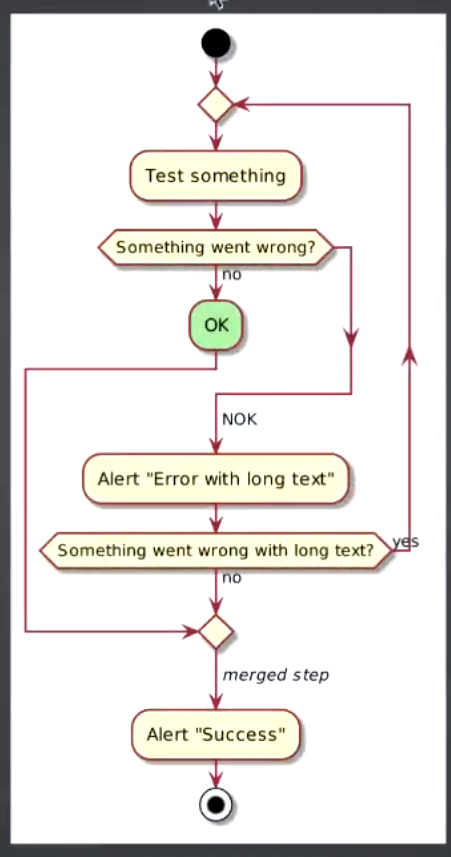 Test something
Something went wrong?
no
OK
NOK
Alert "Error with long text"
Something went wrong with long text?
yes
no
merged step
Alert "Success"